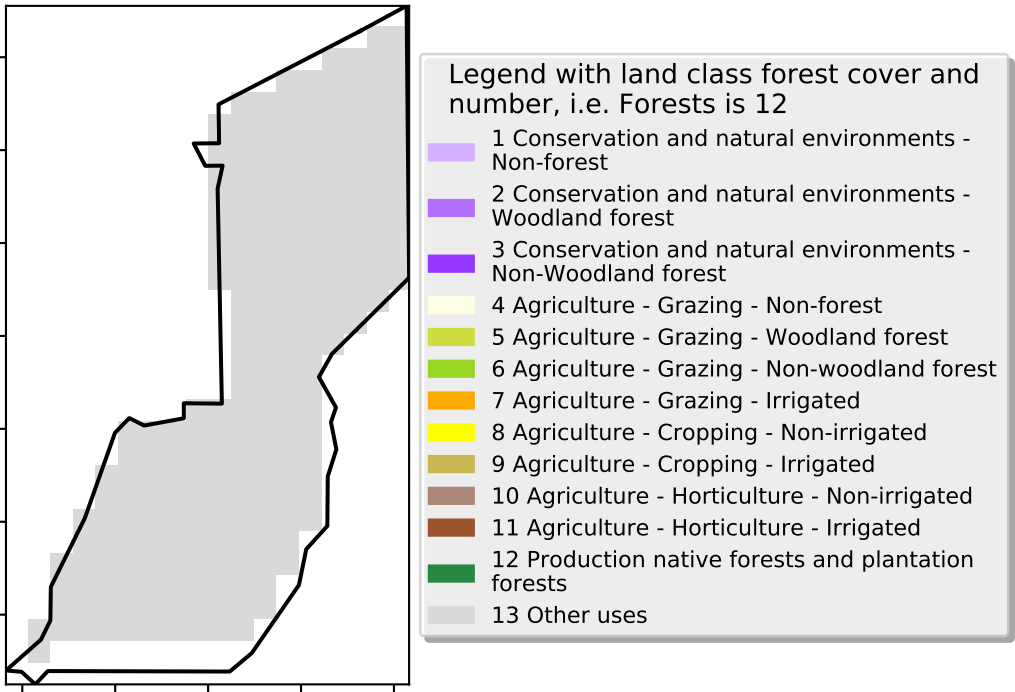 Legend with land class forest cover and
number, i.e. Forests is 12
1 Conservation and natural environments -
Non-forest
2 Conservation and natural environments -
Woodland forest
3 Conservation and natural environments -
Non-Woodland forest
4 Agriculture - Grazing - Non-forest
5 Agriculture - Grazing - Woodland forest
6 Agriculture - Grazing - Non-woodland forest
7 Agriculture - Grazing - Irrigated
8 Agriculture - Cropping - Non-irrigated
9 Agriculture - Cropping - Irrigated
10 Agriculture - Horticulture - Non-irrigated
11 Agriculture - Horticulture - Irrigated
12 Production native forests and plantation
forests
13 Other uses